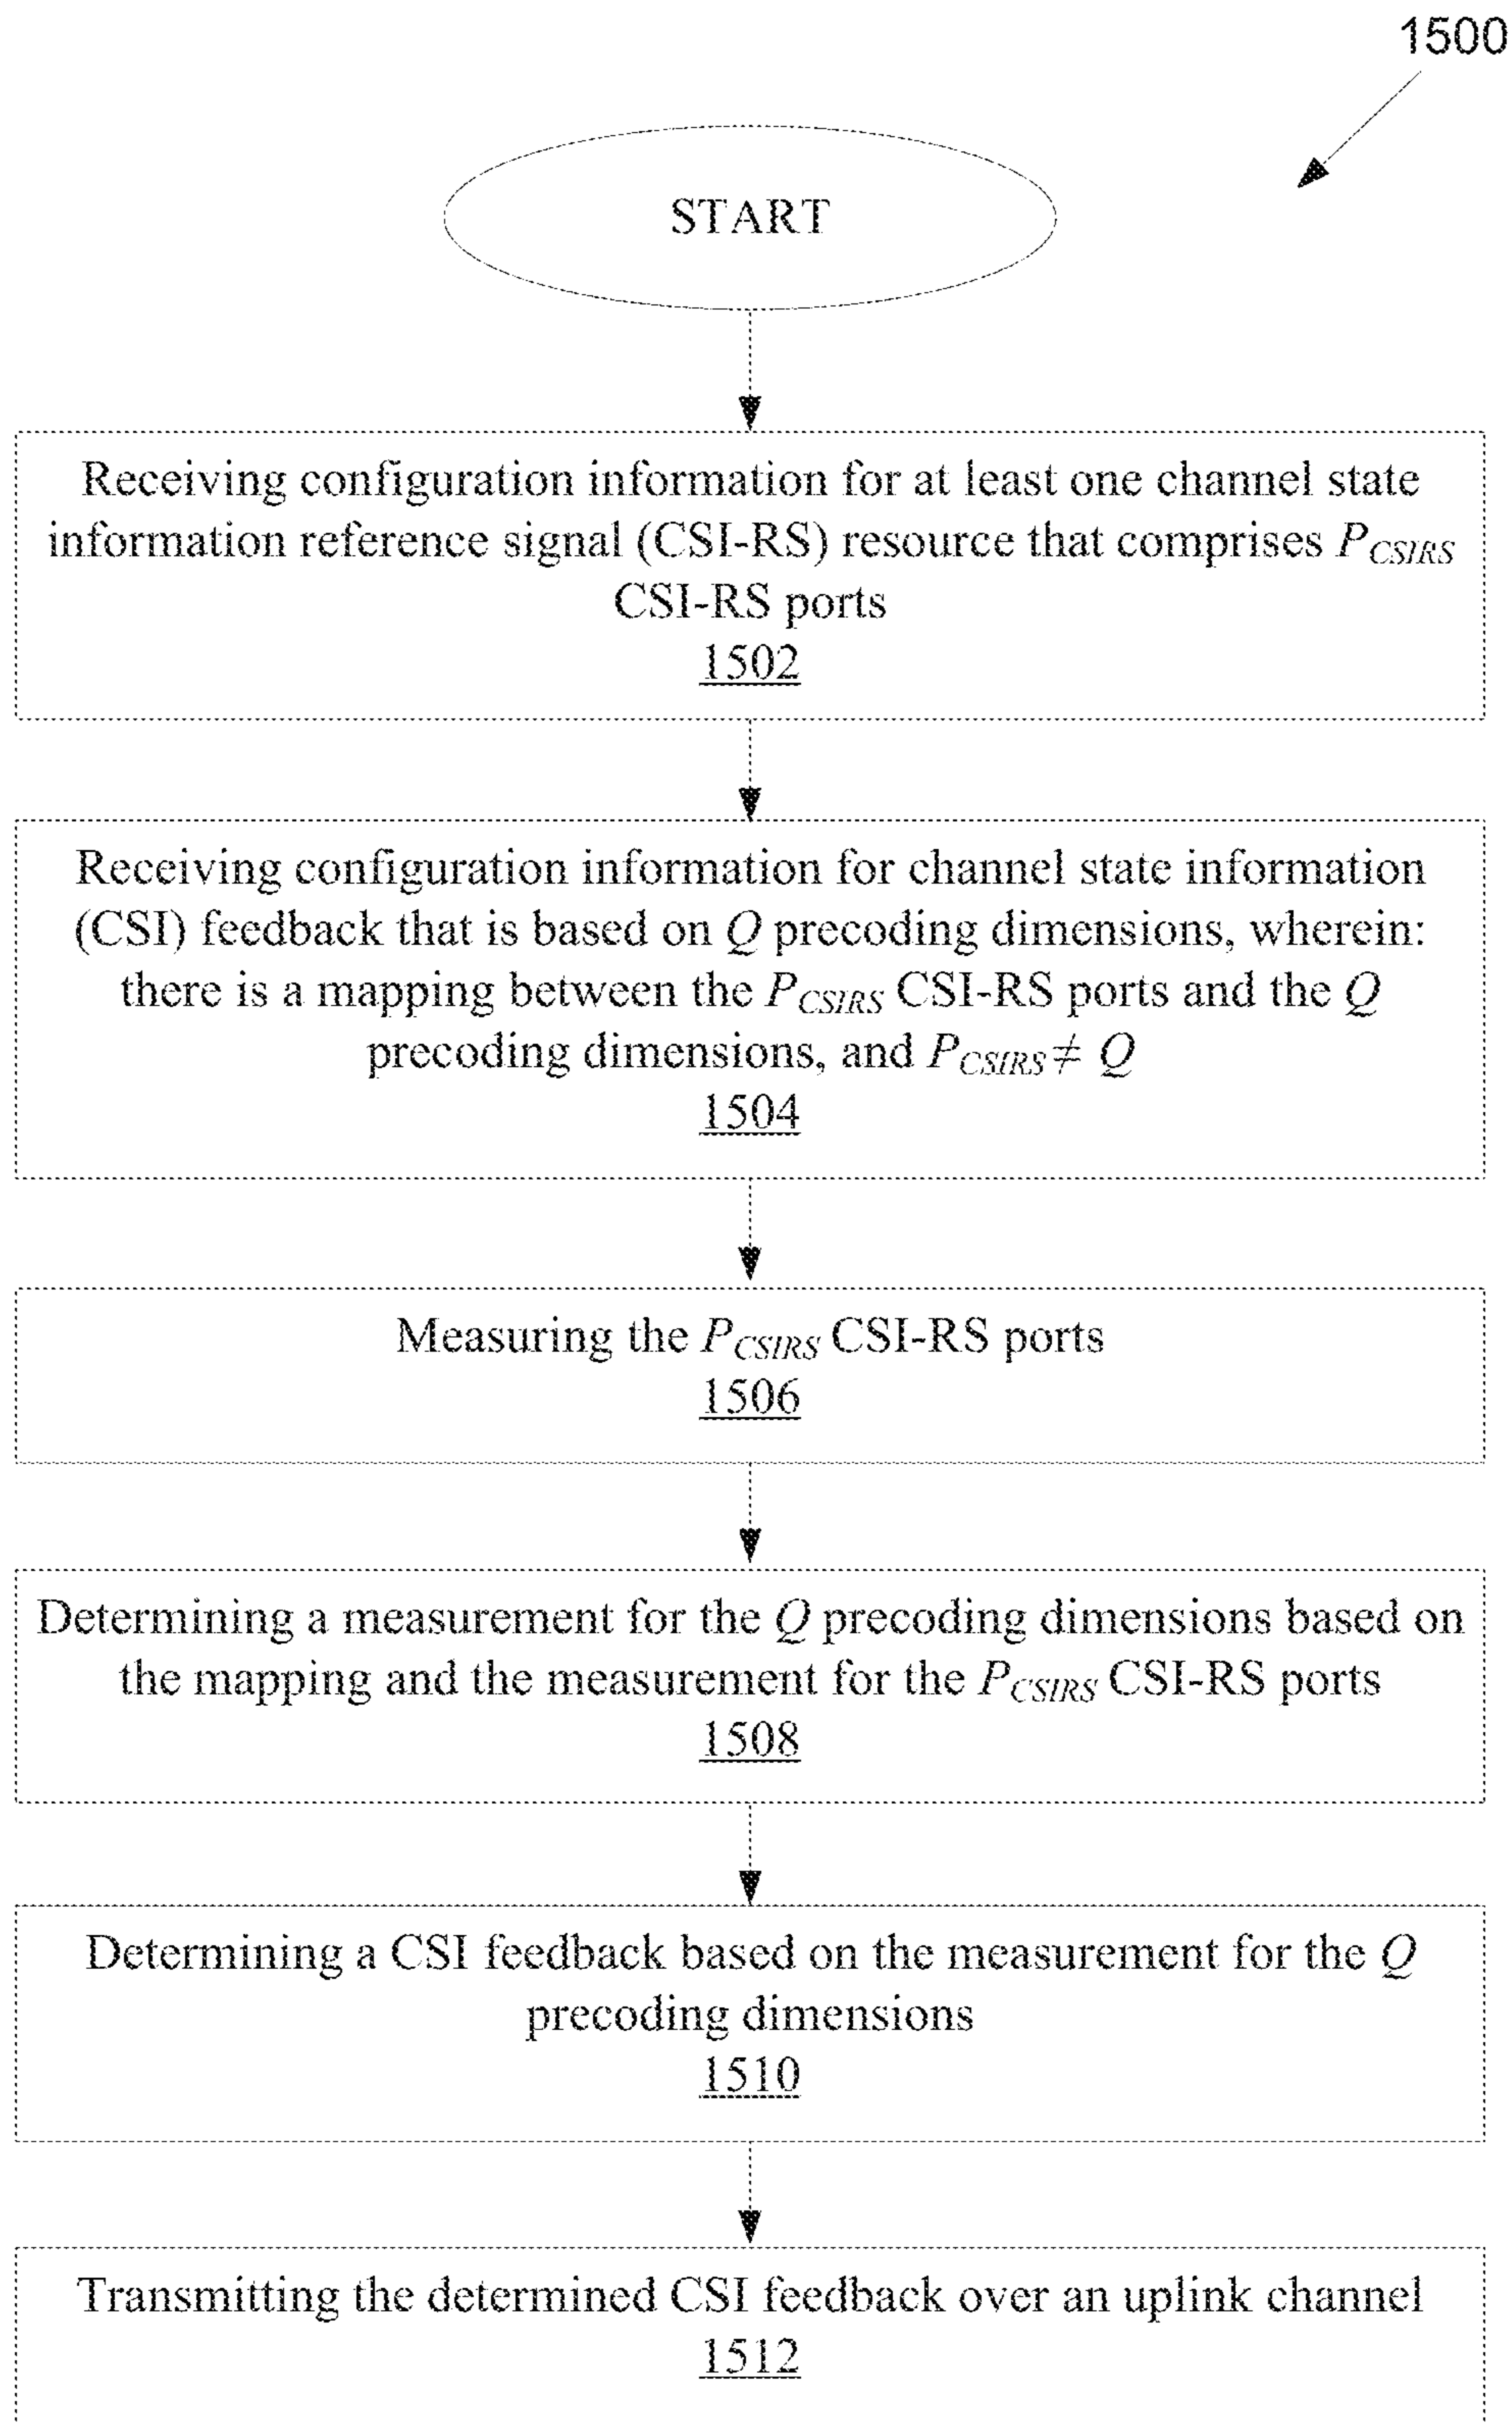 1500
START
Receiving configuration information for at least one channel state
information reference signal (CSI-RS) resource that comprises P_CSIRS
CSI-RS ports
1502
Receiving configuration information for channel state information
(CSI) feedback that is based on Q precoding dimensions, wherein:
there is a mapping between the P_CSIRS CSI-RS ports and the Q
precoding dimensions, and P_CSIRS ≠ Q
1504
Measuring the P_CSIRS CSI-RS ports
1506
Determining a measurement for the Q precoding dimensions based on
the mapping and the measurement for the P_CSIRS CSI-RS ports
1508
Determining a CSI feedback based on the measurement for the Q
precoding dimensions
1510
Transmitting the determined CSI feedback over an uplink channel
1512